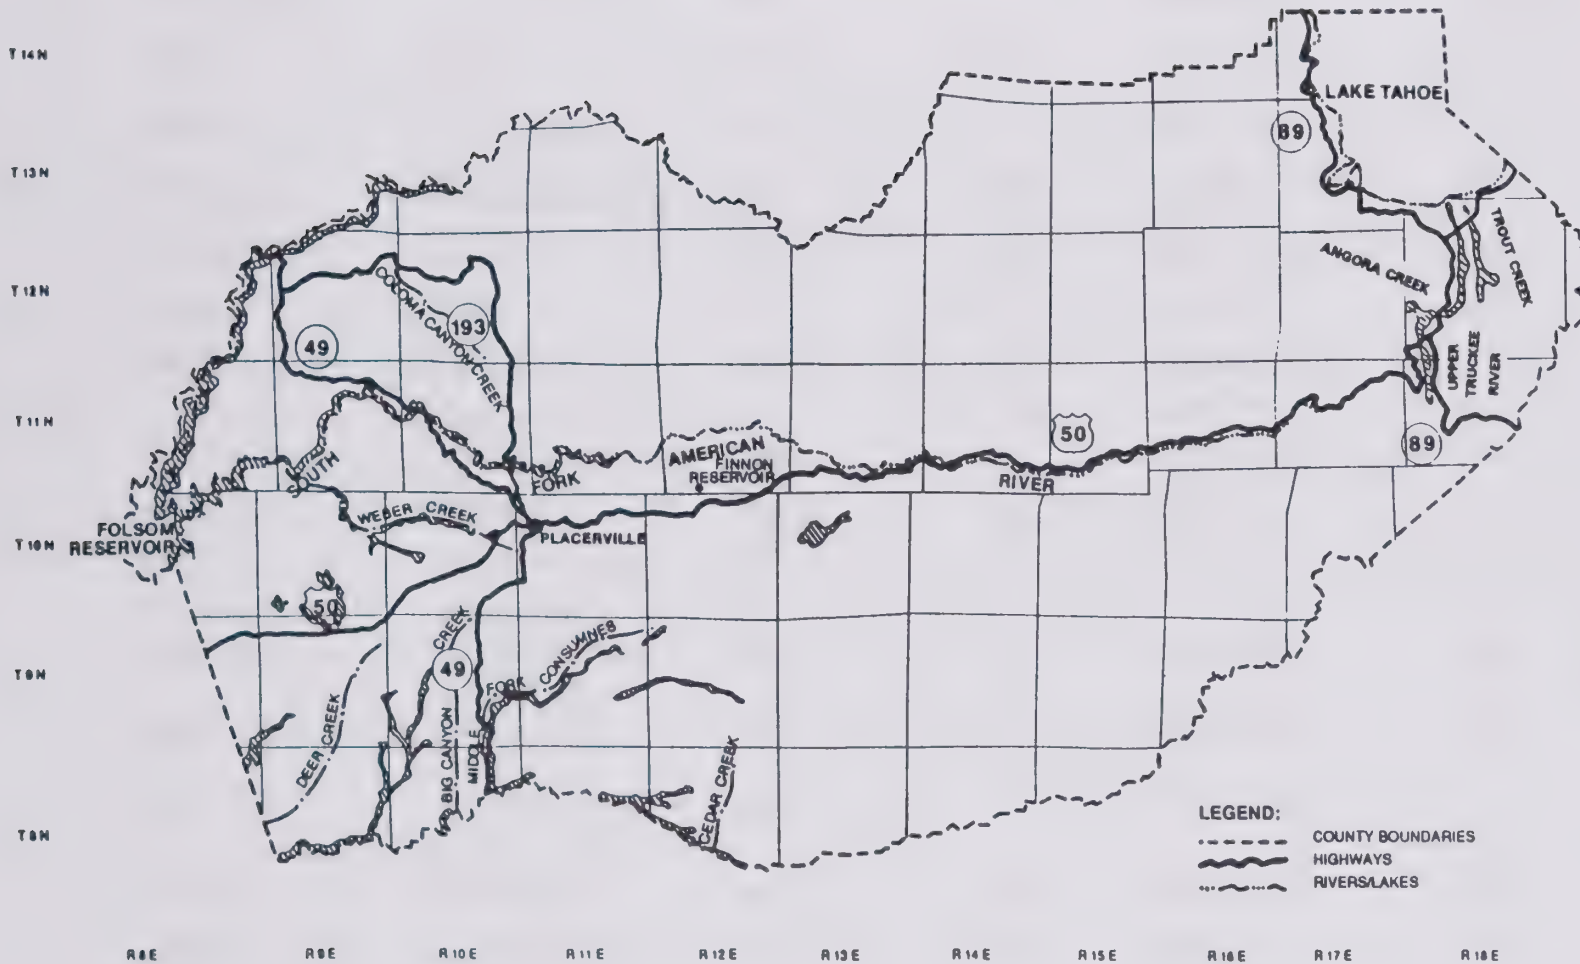 T14N
LAKE TAHOE
89
T13N
TROUT CREEK
ANGORA CREEK
T12N
COLOMA CANYON CREEK
193
49
UPPER
TRUCKEE
RIVER
T11N
50
89
AMERICAN
FINNON
RESERVOIR
SOUTH
FORK
RIVER
WEBER CREEK
FOLSOM
RESERVOIR
T10N
PLACERVILLE
50
CREEK
CONSUMNES
49
FORK
T9N
DEER CREEK
BIG CANYON
MIDDLE
CEDAR CREEK
T8N
LEGEND:
COUNTY BOUNDARIES
HIGHWAYS
RIVERS/LAKES
R8E R9E R10E R11E R12E R13E R14E R15E R16E R17E R18E